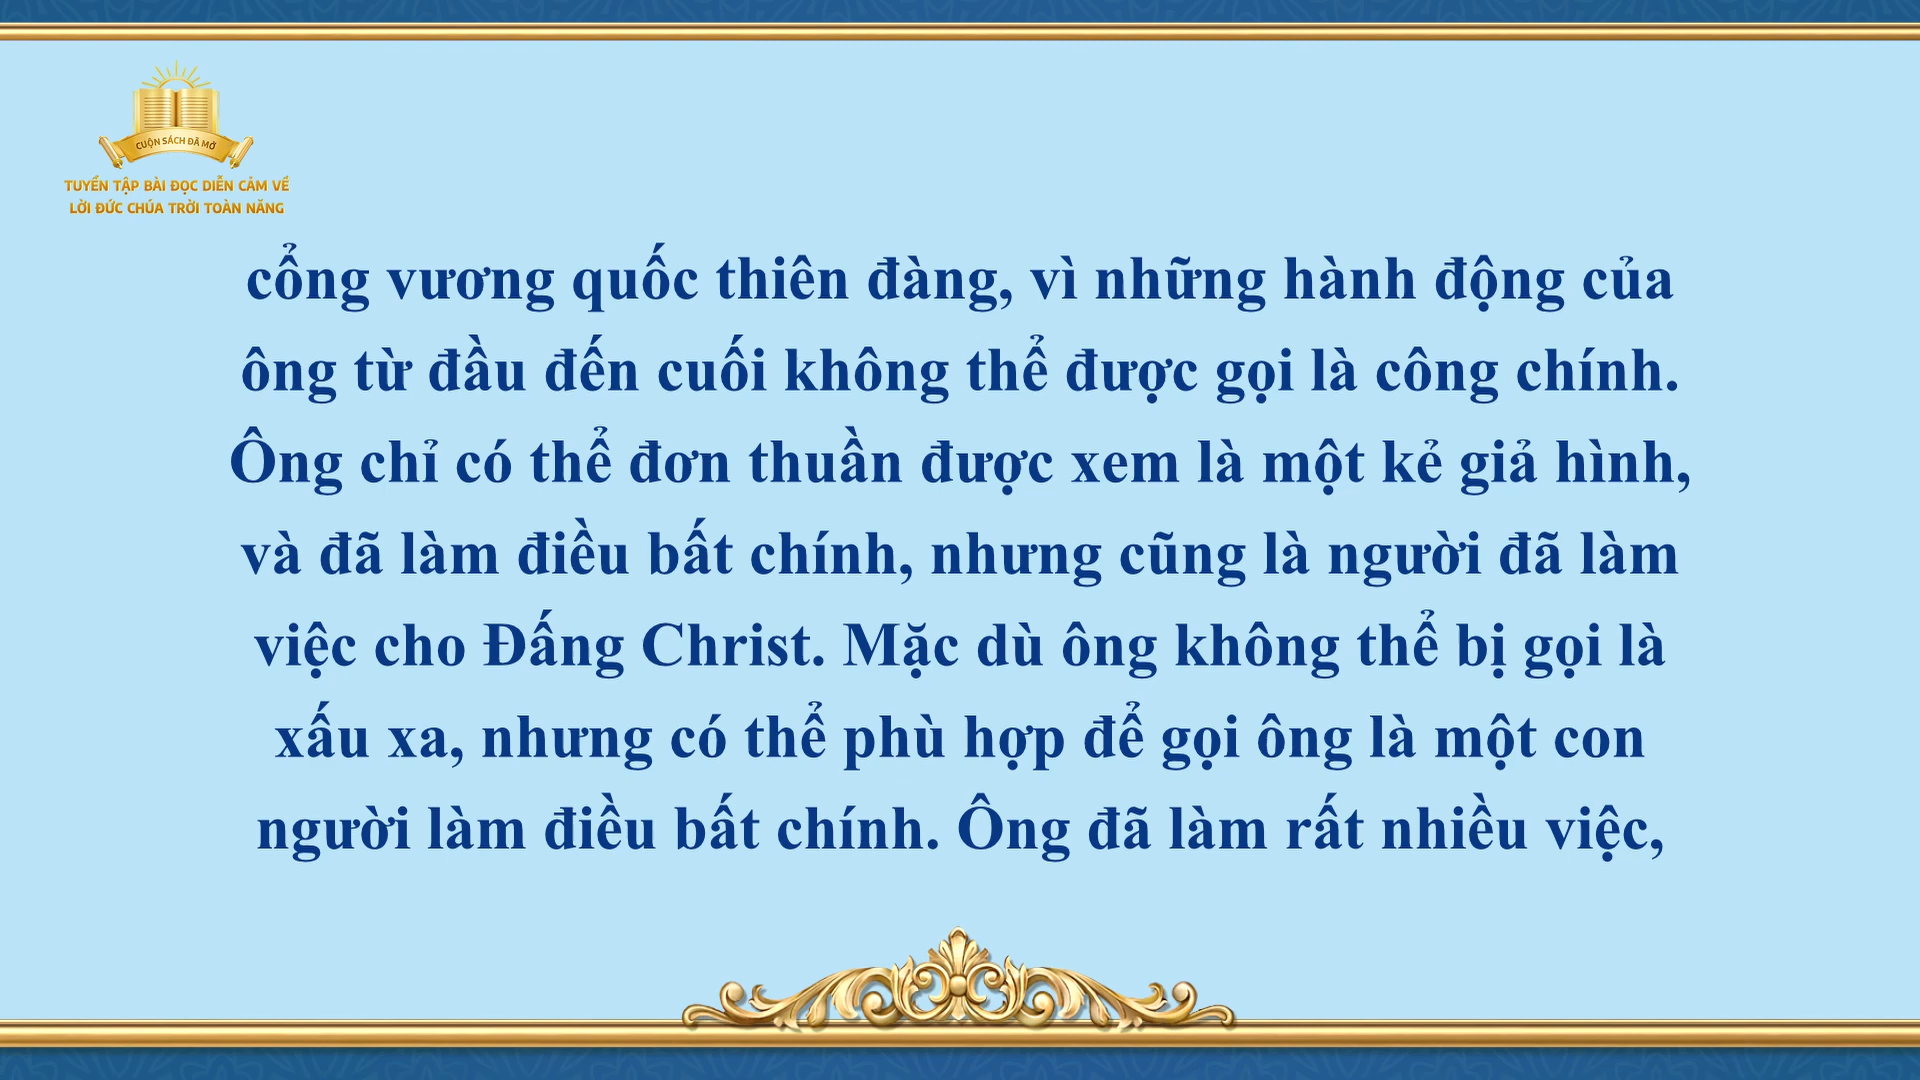 CUỘN SÁCH ĐÃ MỞ
TUYỂN TẬP BÀI ĐỌC DIỄN CẢM VỀ
LỜI ĐỨC CHÚA TRỜI TOÀN NĂNG
cổng vương quốc thiên đàng, vì những hành động của
ông từ đầu đến cuối không thể được gọi là công chính.
Ông chỉ có thể đơn thuần được xem là một kẻ giả hình,
và đã làm điều bất chính, nhưng cũng là người đã làm
việc cho Đấng Christ. Mặc dù ông không thể bị gọi là
xấu xa, nhưng có thể phù hợp để gọi ông là một con
người làm điều bất chính. Ông đã làm rất nhiều việc,